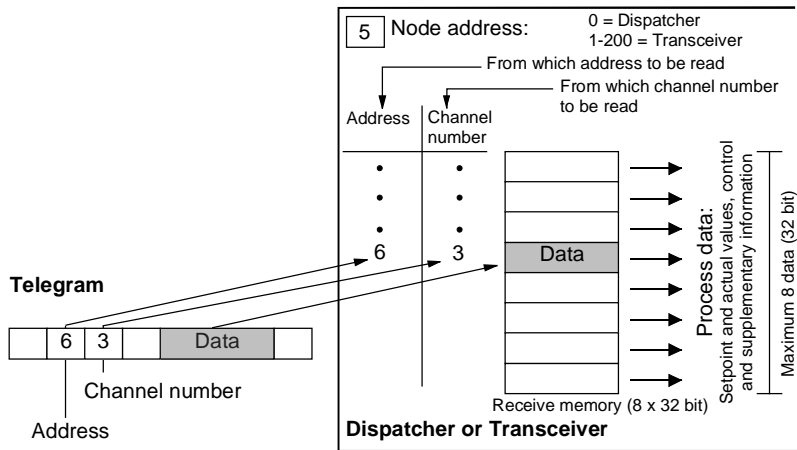 5 Node address:
0 = Dispatcher
1-200 = Transceiver
From which address to be read
From which channel number
to be read
Address
Channel
number
6 3 Data
Process data:
Setpoint and actual values, control
and supplementary information
Maximum 8 data (32 bit)
Telegram
6 3 Data
Channel number
Address
Receive memory (8 x 32 bit)
Dispatcher or Transceiver